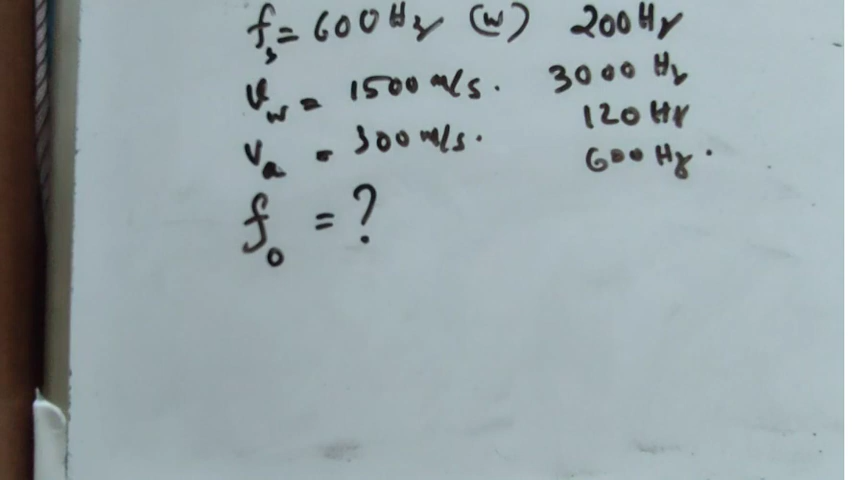 fs = 600 Hz (w) 200 Hz
vw = 1500 m/s. 3000 Hz
va = 300 m/s. 120 Hz
600 Hz.
fo = ?